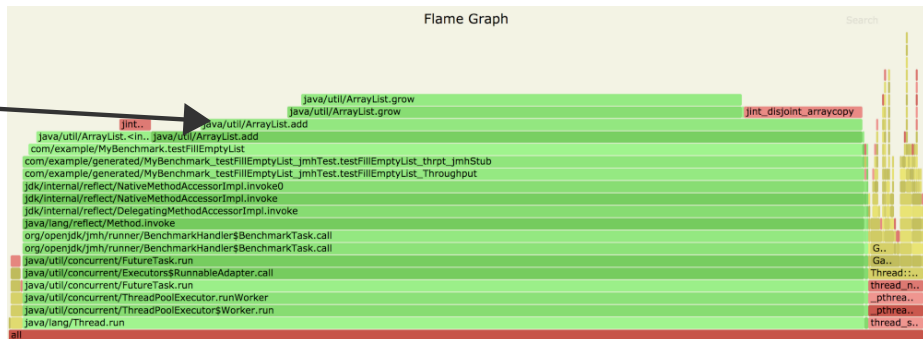 Flame Graph
Search
java/util/ArrayList.grow
java/util/ArrayList.grow jint_disjoint_arraycopy
jint.. java/util/ArrayList.add
java/util/ArrayList.<in.. java/util/ArrayList.add
com/example/MyBenchmark.testFillEmptyList
com/example/generated/MyBenchmark_testFillEmptyList_jmhTest.testFillEmptyList_thrpt_jmhStub
com/example/generated/MyBenchmark_testFillEmptyList_jmhTest.testFillEmptyList_Throughput
jdk/internal/reflect/NativeMethodAccessorImpl.invoke0
jdk/internal/reflect/NativeMethodAccessorImpl.invoke
jdk/internal/reflect/DelegatingMethodAccessorImpl.invoke
java/lang/reflect/Method.invoke
org/openjdk/jmh/runner/BenchmarkHandler$BenchmarkTask.call
org/openjdk/jmh/runner/BenchmarkHandler$BenchmarkTask.call G..
java/util/concurrent/FutureTask.run Ga..
java/util/concurrent/Executors$RunnableAdapter.call Thread::..
java/util/concurrent/FutureTask.run thread_n..
java/util/concurrent/ThreadPoolExecutor.runWorker _pthrea..
java/util/concurrent/ThreadPoolExecutor$Worker.run _pthrea..
java/lang/Thread.run thread_s..
all